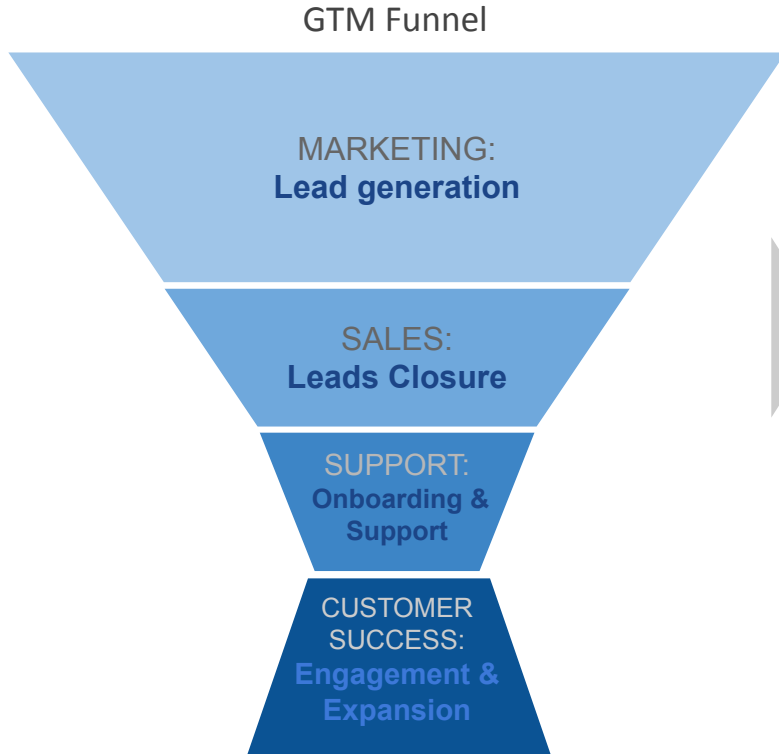 GTM Funnel
MARKETING:
Lead generation
SALES:
Leads Closure
SUPPORT:
Onboarding &
Support
CUSTOMER
SUCCESS:
Engagement &
Expansion